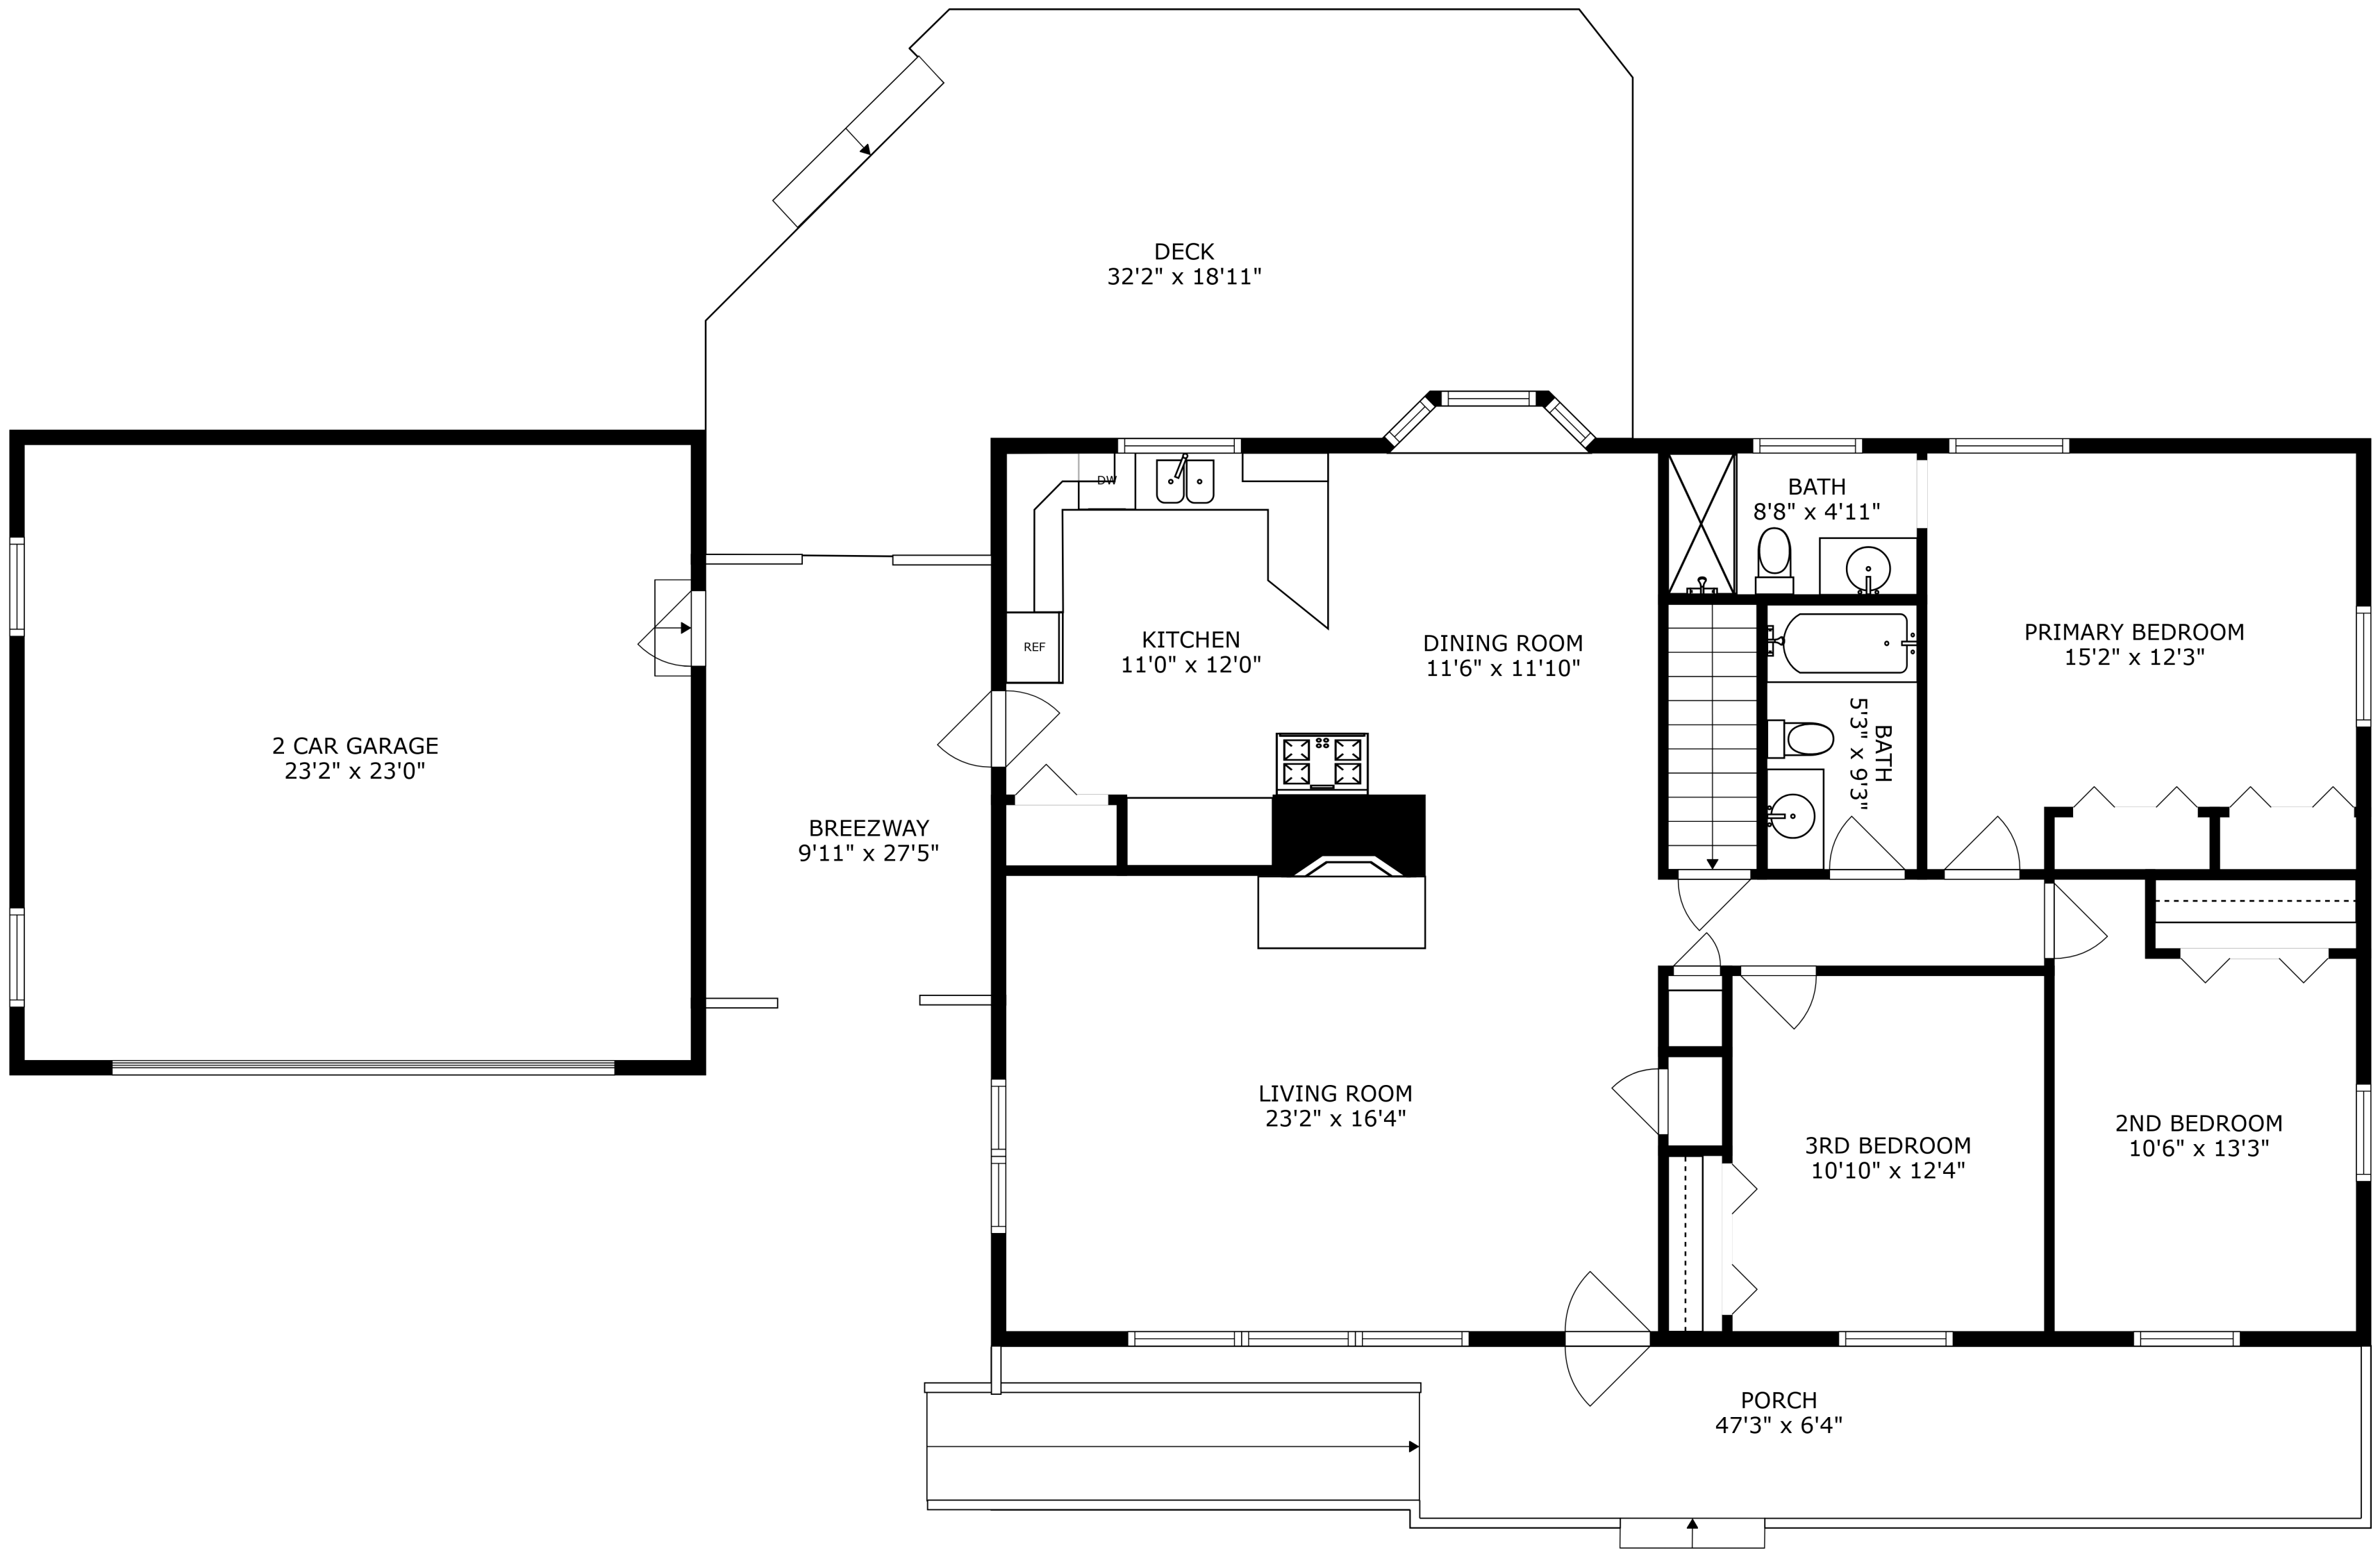 DECK
32'2" x 18'11"
DW
BATH
8'8" x 4'11"
KITCHEN
11'0" x 12'0"
REF
DINING ROOM
11'6" x 11'10"
PRIMARY BEDROOM
15'2" x 12'3"
BATH
5'3" x 9'3"
2 CAR GARAGE
23'2" x 23'0"
BREEZWAY
9'11" x 27'5"
LIVING ROOM
23'2" x 16'4"
3RD BEDROOM
10'10" x 12'4"
2ND BEDROOM
10'6" x 13'3"
PORCH
47'3" x 6'4"